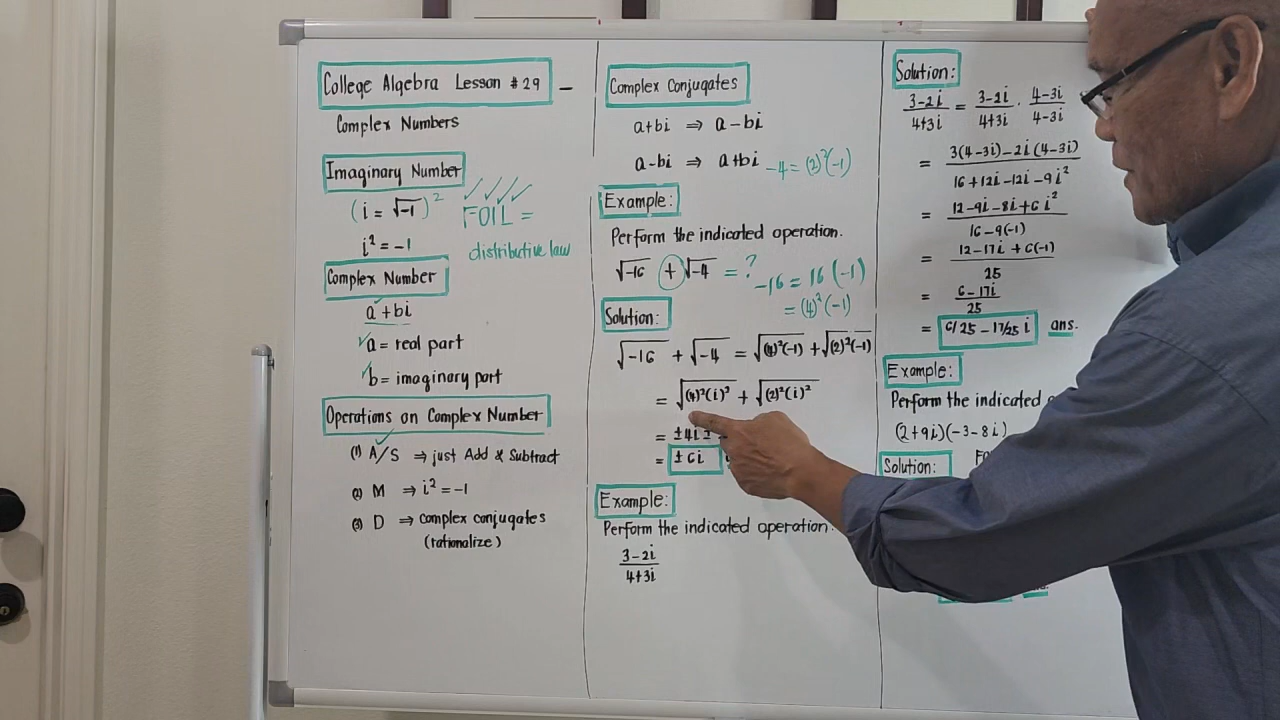 College Algebra Lesson # 29 –
Complex Numbers
Imaginary Number
(i = √-1)²
FOIL =
i² = -1
distributive law
Complex Number
a + bi
a = real part
b = imaginary part
Operations on Complex Number
(1) A/S ⇒ just Add & Subtract
(2) M ⇒ i² = -1
(3) D ⇒ complex conjugates
(rationalize)
Complex Conjugates
a+bi ⇒ a-bi
a-bi ⇒ a+bi
-4 = (2)²(-1)
Example:
Perform the indicated operation.
√-16 + √-4 = ?
-16 = 16(-1)
= (4)²(-1)
Solution:
√-16 + √-4 = √(4)²(-1) + √(2)²(-1)
= √(4)²(i)² + √(2)²(i)²
= ±4i ±
= ±6i
Example:
Perform the indicated operation.
3-2i/4+3i
Solution:
3-2i/4+3i = 3-2i/4+3i · 4-3i/4-3i
= 3(4-3i)-2i(4-3i)/16+12i-12i-9i²
= 12-9i-8i+6i²/16-9(-1)
= 12-17i+6(-1)/25
= 6-17i/25
= 6/25 - 17/25 i ans.
Example:
Perform the indicated
(2+9i)(-3-8i)
Solution: